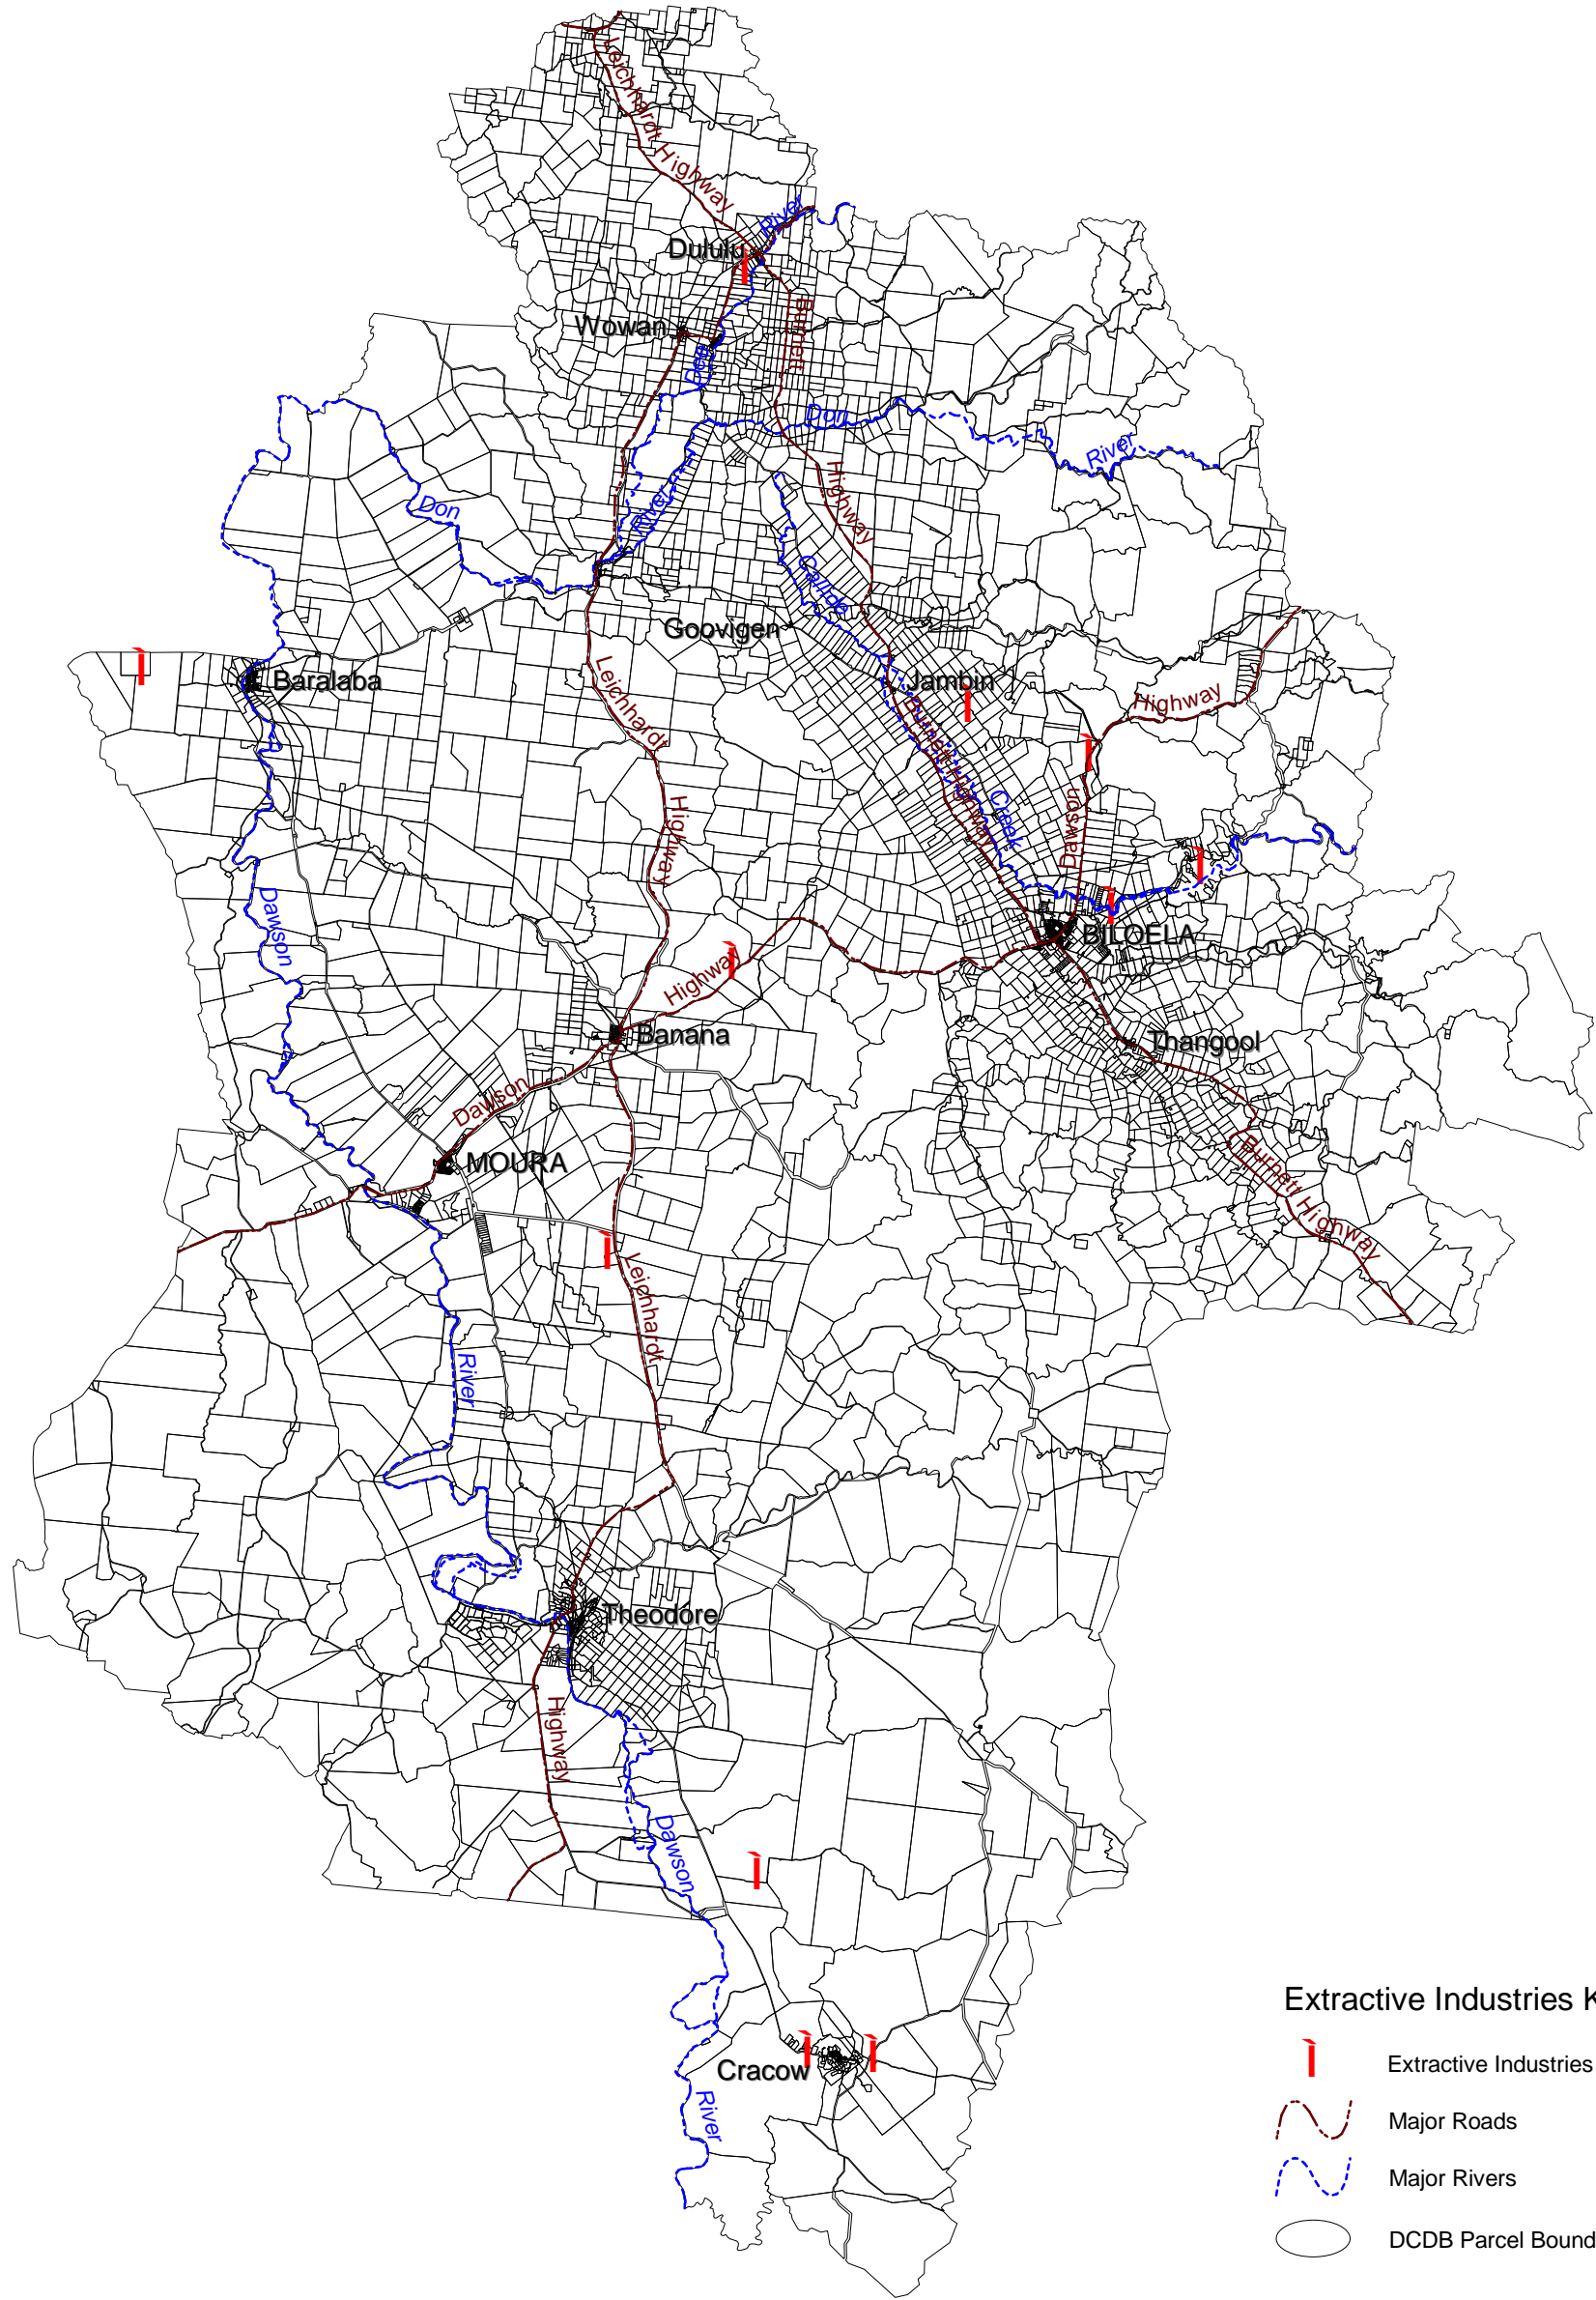 Leichhardt Highway
River
Dululu
Wowan
Burnett
Dee
Don
River
Highway
Don
River
Callide
Goovigen
Leichhardt
Baralaba
Jambin
Highway
Burnett Highway
Highway
Creek
Dawson
Dawson
BILOELA
Highway
Banana
Thangool
Dawson
MOURA
Burnett Highway
Leichhardt
River
Theodore
Highway
Dawson
Cracow
River
Extractive Industries K
Extractive Industries
Major Roads
Major Rivers
DCDB Parcel Bound